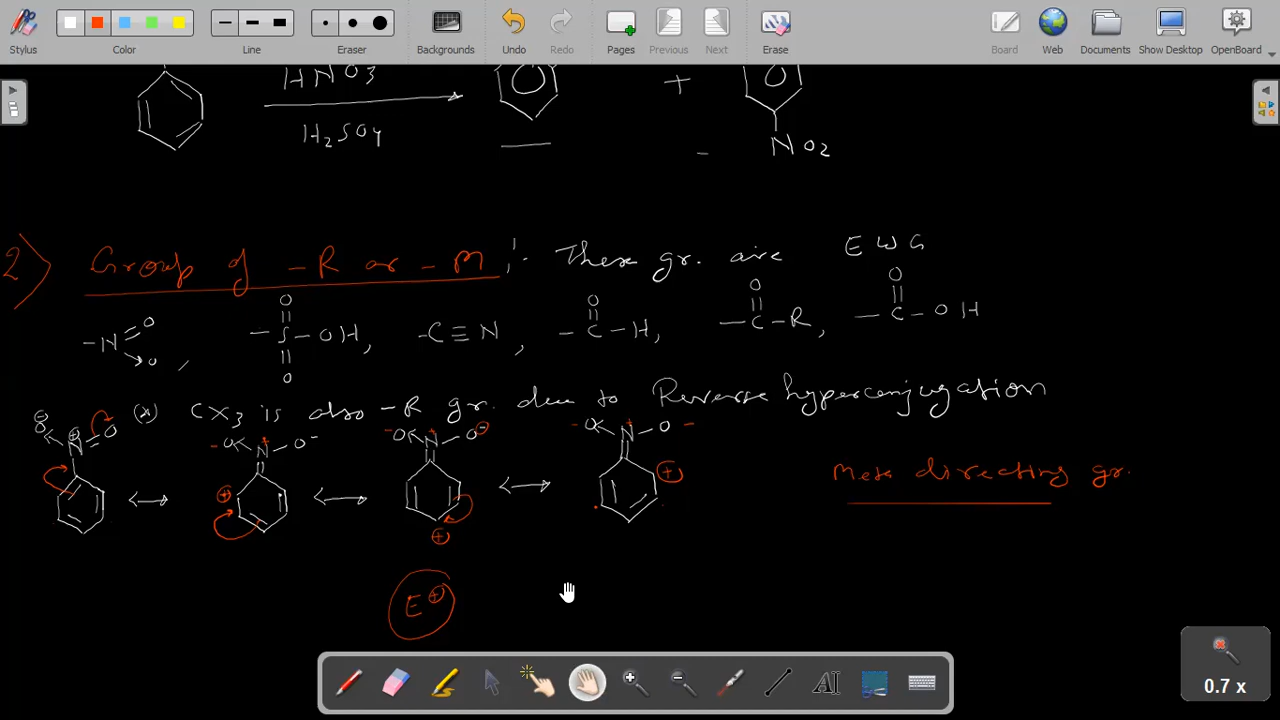 Stylus Color Line Eraser Backgrounds Undo Redo Pages Previous Next Erase Board Web Documents Show Desktop OpenBoard
HNO3
H2SO4
+
NO2
2) Group of -R or -M :- These gr. are EWG
-N=O→O, -S(=O)(=O)-OH, -C≡N, -C(=O)-H, -C(=O)-R, -C(=O)-OH
(x) CX3 is also -R gr. due to Reverse hyperconjugation
Meta directing gr.
E⊕
0.7 x